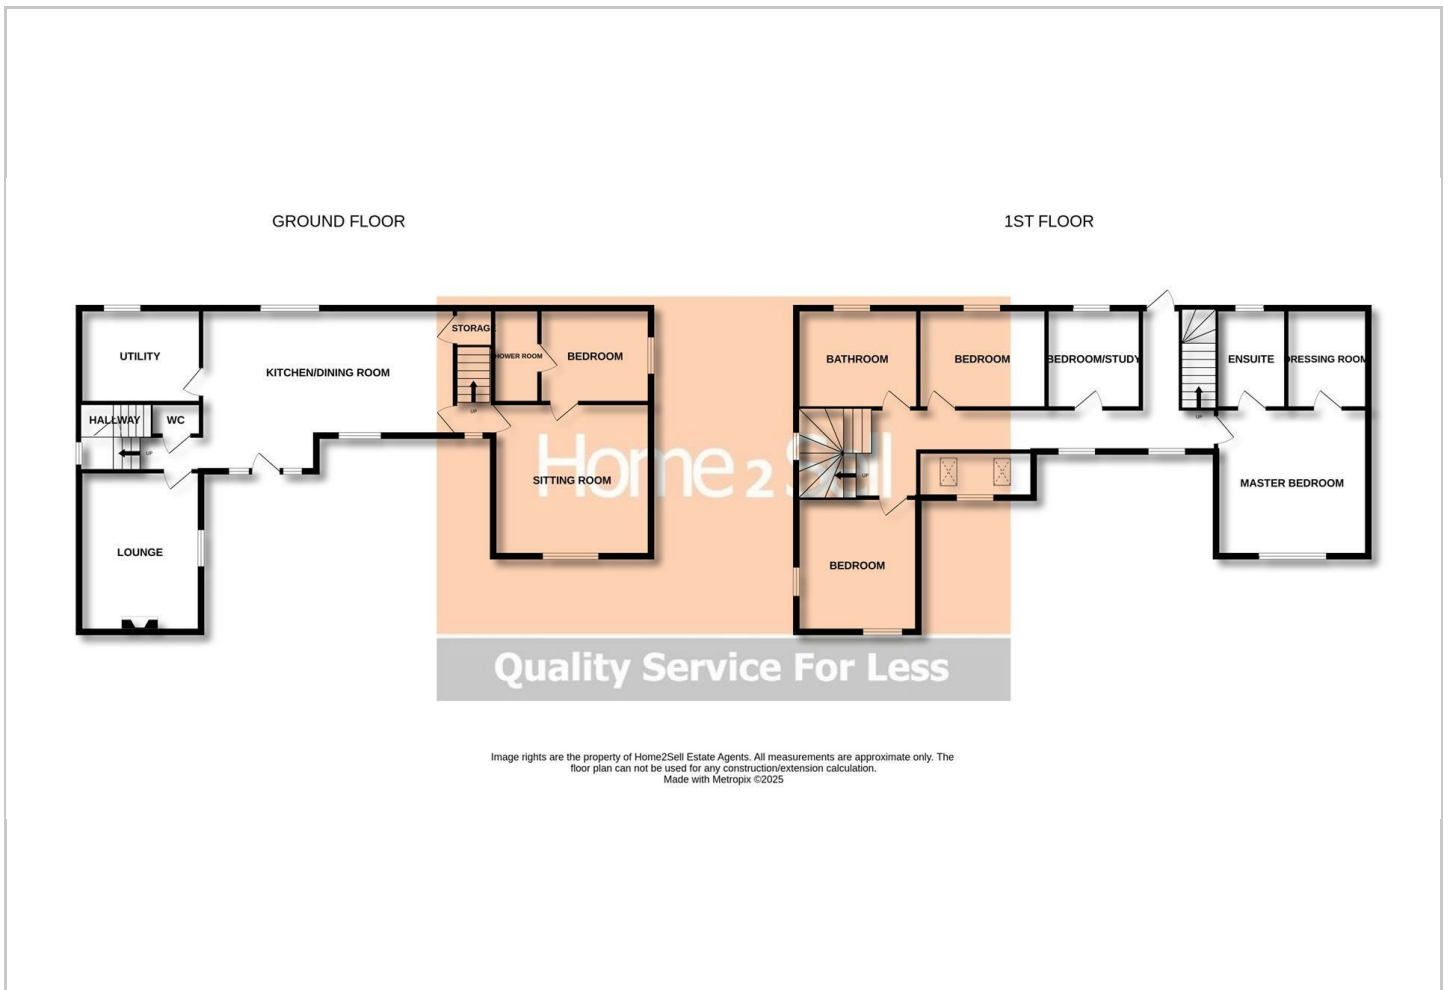 GROUND FLOOR
1ST FLOOR
UTILITY
KITCHEN/DINING ROOM
STORAGE
SHOWER ROOM
BEDROOM
HALLWAY
WC
UP
UP
SITTING ROOM
LOUNGE
BATHROOM
BEDROOM
BEDROOM/STUDY
ENSUITE
DRESSING ROOM
UP
UP
MASTER BEDROOM
BEDROOM
Home 2 Sell
Quality Service For Less
Image rights are the property of Home2Sell Estate Agents. All measurements are approximate only. The
floor plan can not be used for any construction/extension calculation.
Made with Metropix ©2025